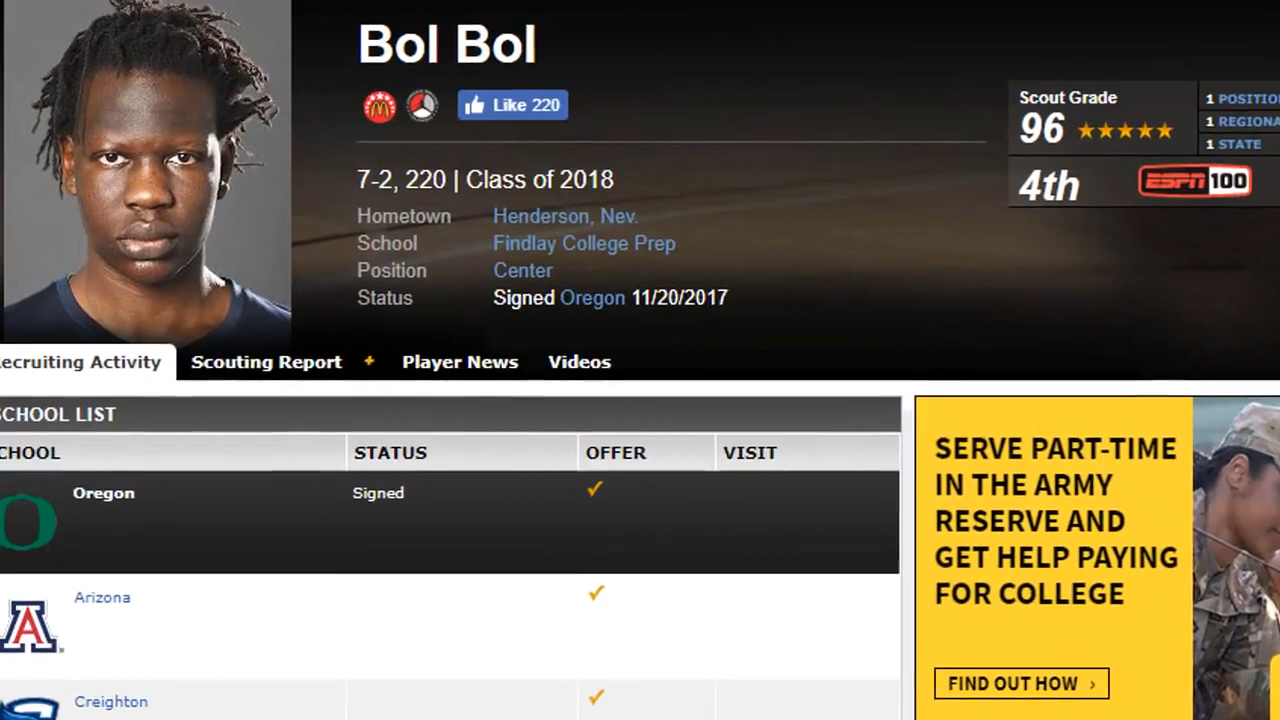 Bol Bol
Like 220
7-2, 220 | Class of 2018
Hometown Henderson, Nev.
School Findlay College Prep
Position Center
Status Signed Oregon 11/20/2017
Scout Grade
96
1 POSITIO
1 REGIONA
1 STATE
4th ESPN 100
ecruiting Activity Scouting Report + Player News Videos
SCHOOL LIST
CHOOL STATUS OFFER VISIT
Oregon Signed ✓
Arizona ✓
Creighton ✓
SERVE PART-TIME
IN THE ARMY
RESERVE AND
GET HELP PAYING
FOR COLLEGE
FIND OUT HOW ›